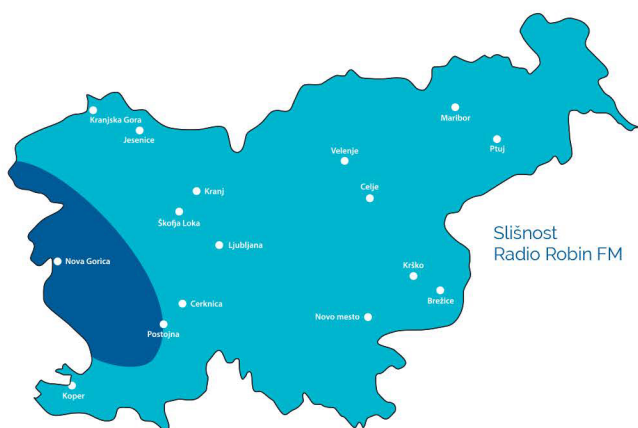 Kranjska Gora
Jesenice
Maribor
Ptuj
Velenje
Celje
Kranj
Škofja Loka
Ljubljana
Slišnost
Radio Robin FM
Nova Gorica
Krško
Brežice
Cerknica
Novo mesto
Postojna
Koper